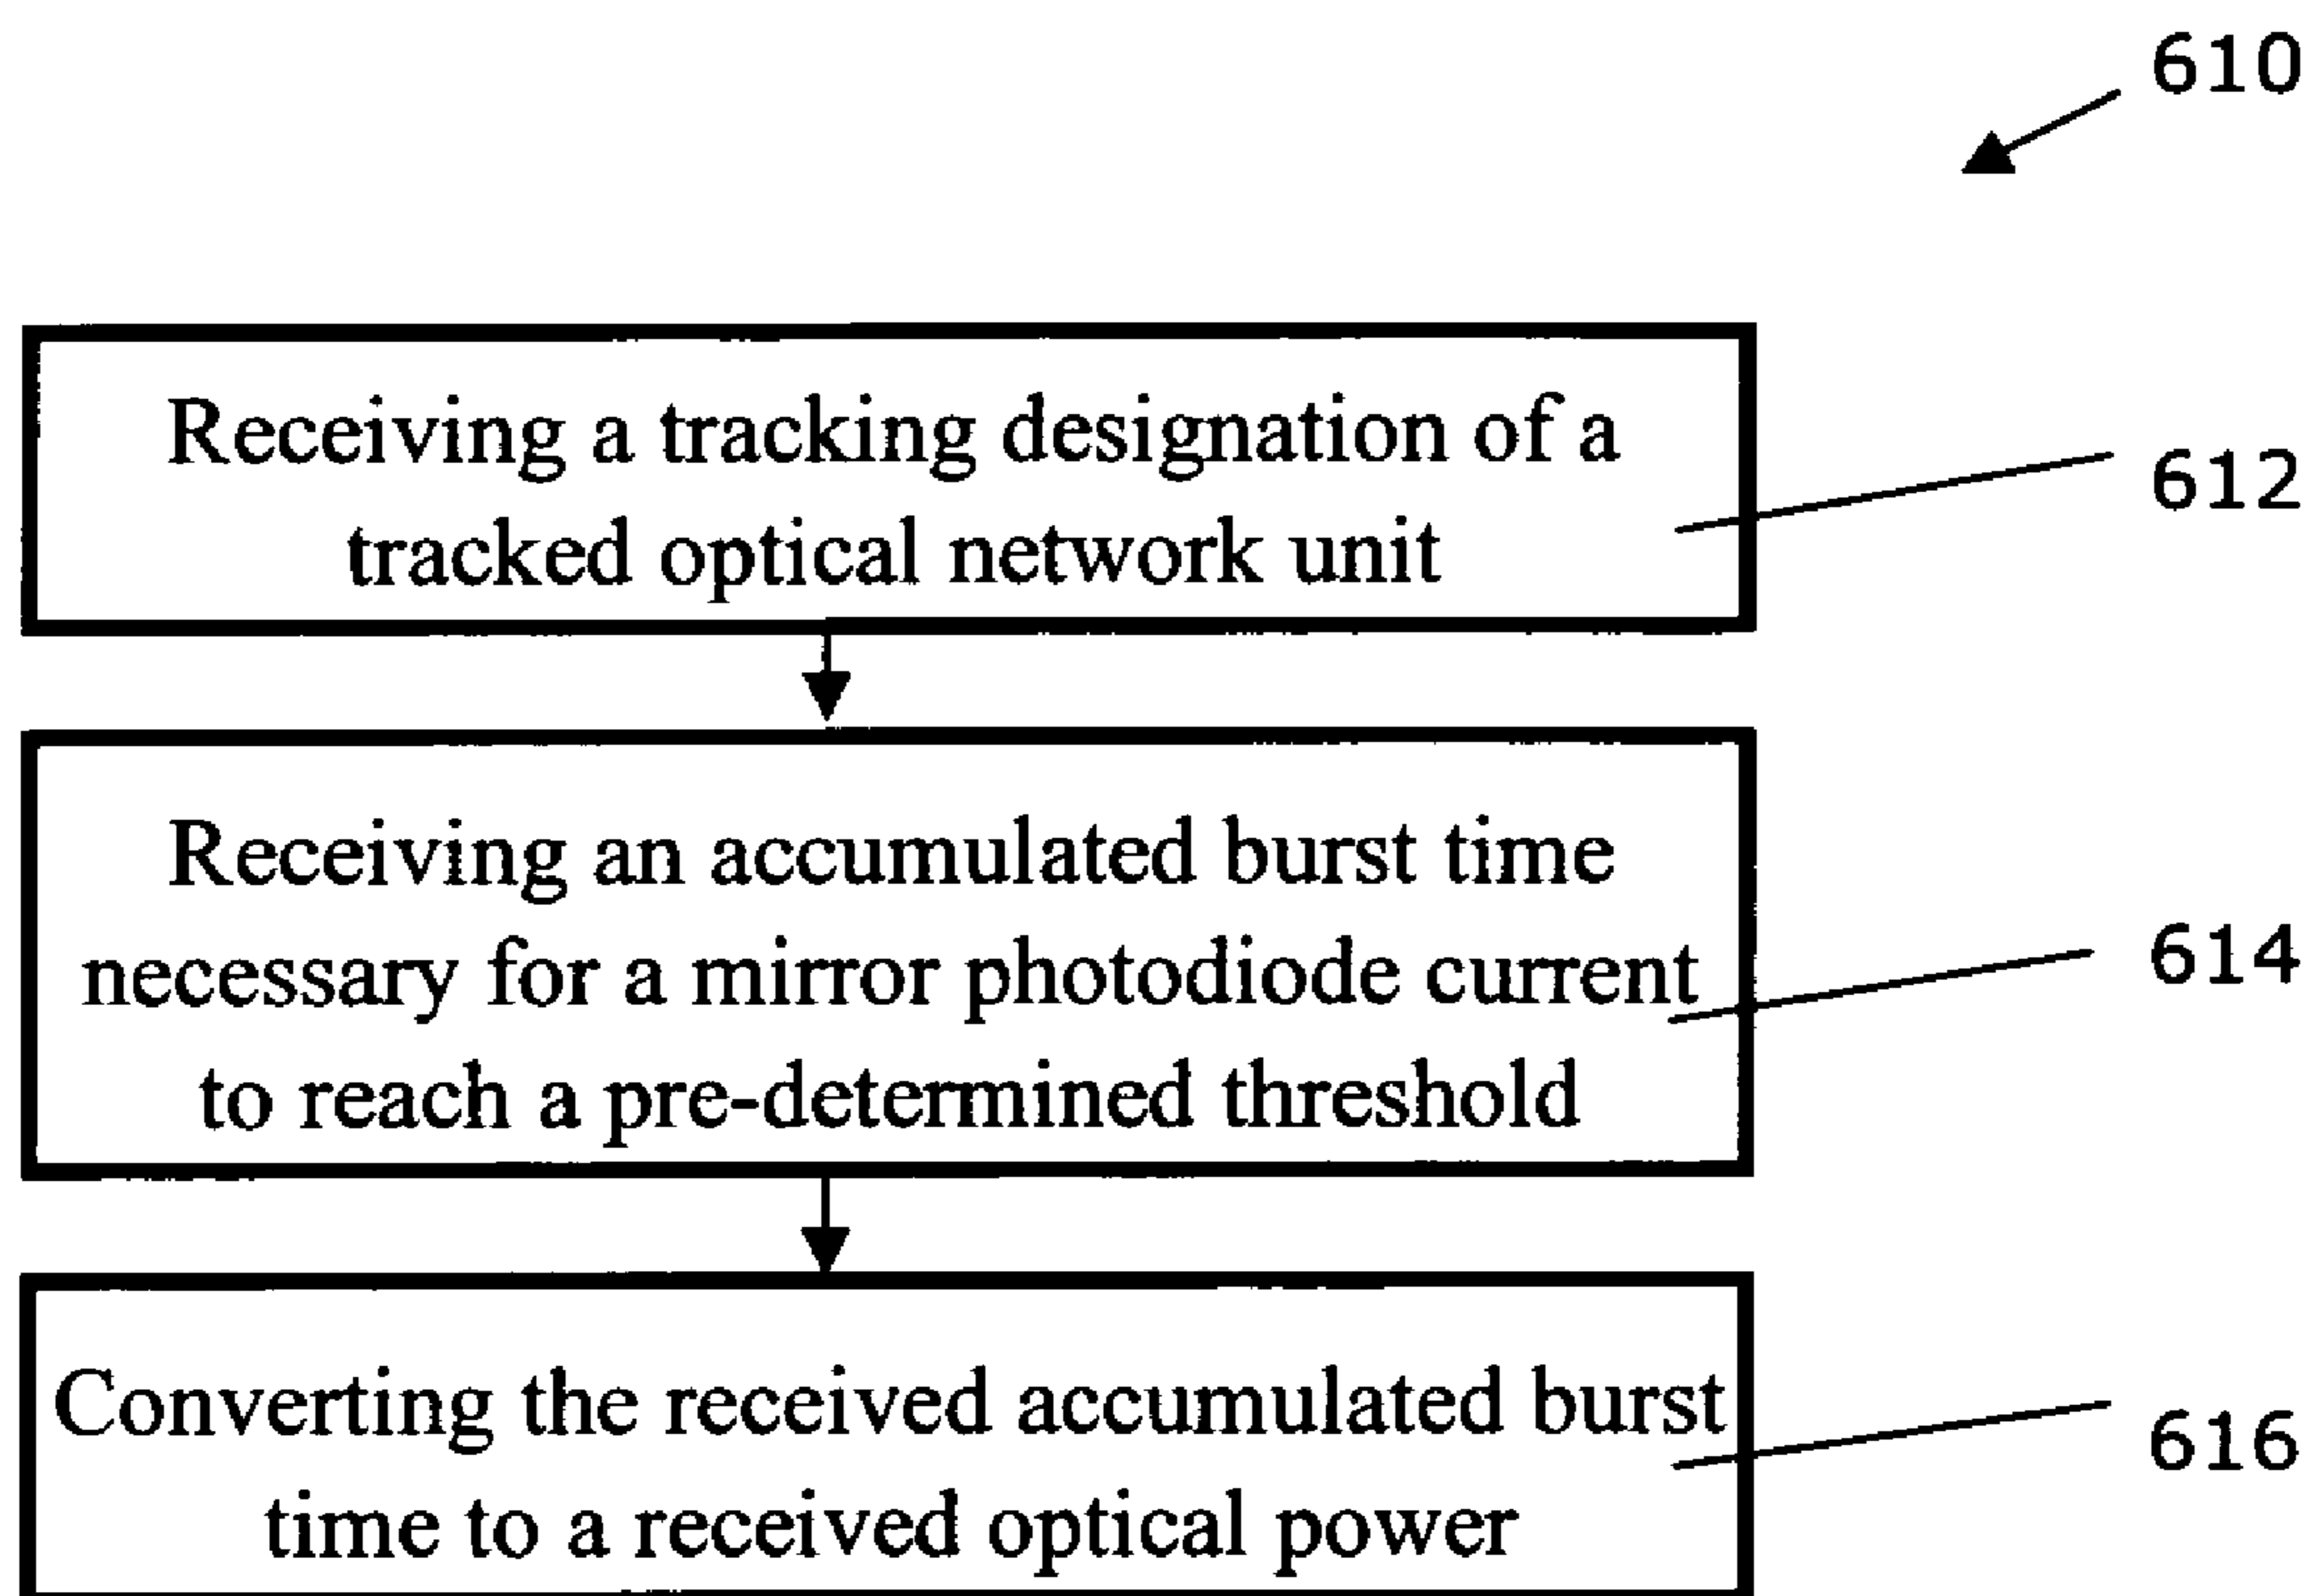 610
Receiving a tracking designation of a
tracked optical network unit
612
Receiving an accumulated burst time
necessary for a mirror photodiode current
to reach a pre-determined threshold
614
Converting the received accumulated burst
time to a received optical power
616